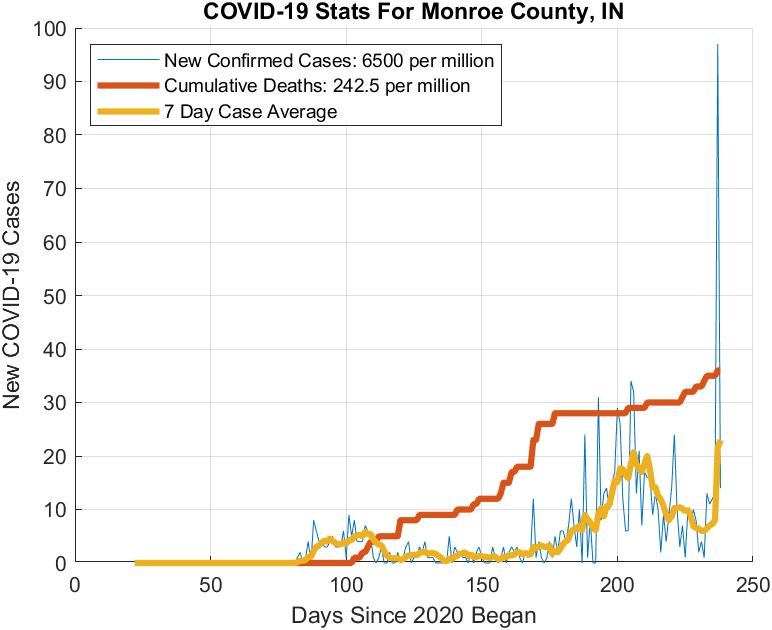 COVID-19 Stats For Monroe County, IN
New Confirmed Cases: 6500 per million
Cumulative Deaths: 242.5 per million
7 Day Case Average
New COVID-19 Cases
100
90
80
70
60
50
40
30
20
10
0
0 50 100 150 200 250
Days Since 2020 Began